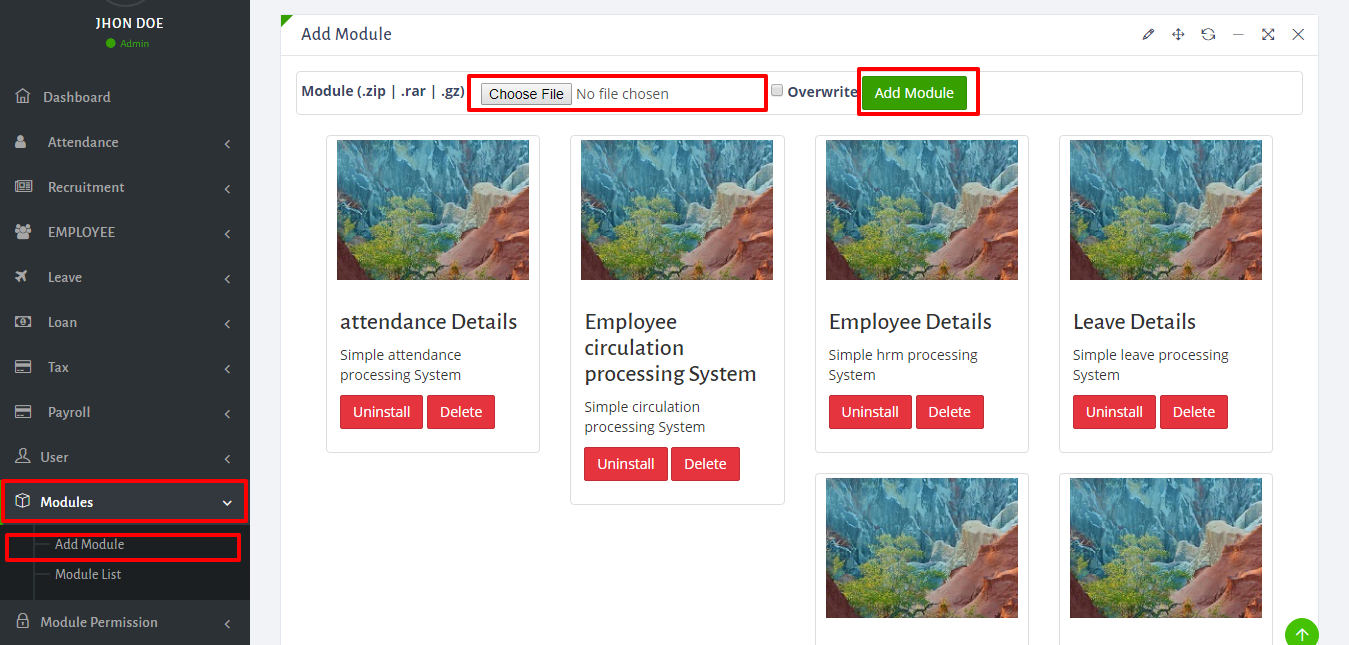 JHON DOE
Admin
Dashboard
Attendance
Recruitment
EMPLOYEE
Leave
Loan
Tax
Payroll
User
Modules
Add Module
Module List
Module Permission
Add Module
Module (.zip | .rar | .gz) Choose File No file chosen Overwrite Add Module
attendance Details
Simple attendance
processing System
Uninstall Delete
Employee
circulation
processing System
Simple circulation
processing System
Uninstall Delete
Employee Details
Simple hrm processing
System
Uninstall Delete
Leave Details
Simple leave processing
System
Uninstall Delete